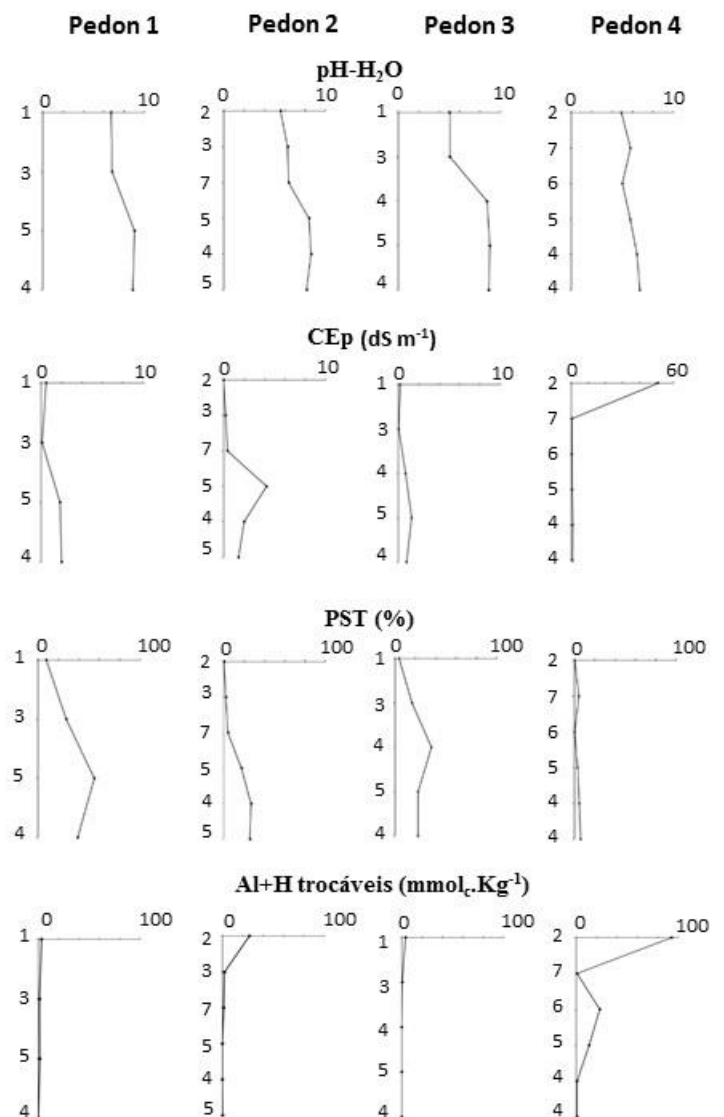 Pedon 1 Pedon 2 Pedon 3 Pedon 4
pH-H₂O
0 10 0 10 0 10 0 10
1 2 1 2
3 3 3 7
7 4 6
5 5 5 5
4 4
4 5 4 4
CEp (dS m⁻¹)
0 10 0 10 0 10 0 60
1 2 1 2
3 3 3 7
7 4 6
5 5 5 5
4 4
4 5 4 4
PST (%)
0 100 0 100 0 100 0 100
1 2 1 2
3 3 3 7
7 4 6
5 5 5 5
4 4
4 5 4 4
Al+H trocáveis (mmol꜀.Kg⁻¹)
0 100 0 100 0 100 0 100
1 2 1 2
3 3 3 7
7 4 6
5 5 5 5
4 4
4 5 4 4